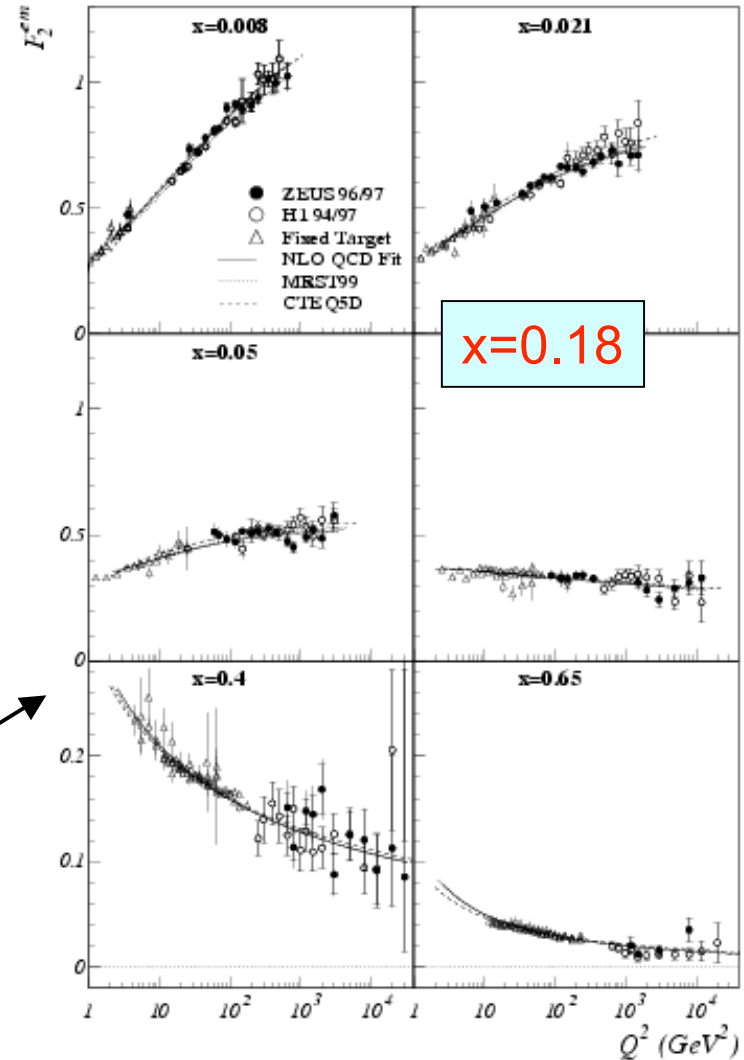 F₂ᵉᵐ
x=0.008
x=0.021
1
0.5
0
ZEUS 96/97
H1 94/97
Fixed Target
NLO QCD Fit
MRST99
CTEQ5D
x=0.05
x=0.18
1
0.5
0
x=0.4
x=0.65
0.2
0.1
0
1 10 10² 10³ 10⁴ 1 10 10² 10³ 10⁴
Q² (GeV²)